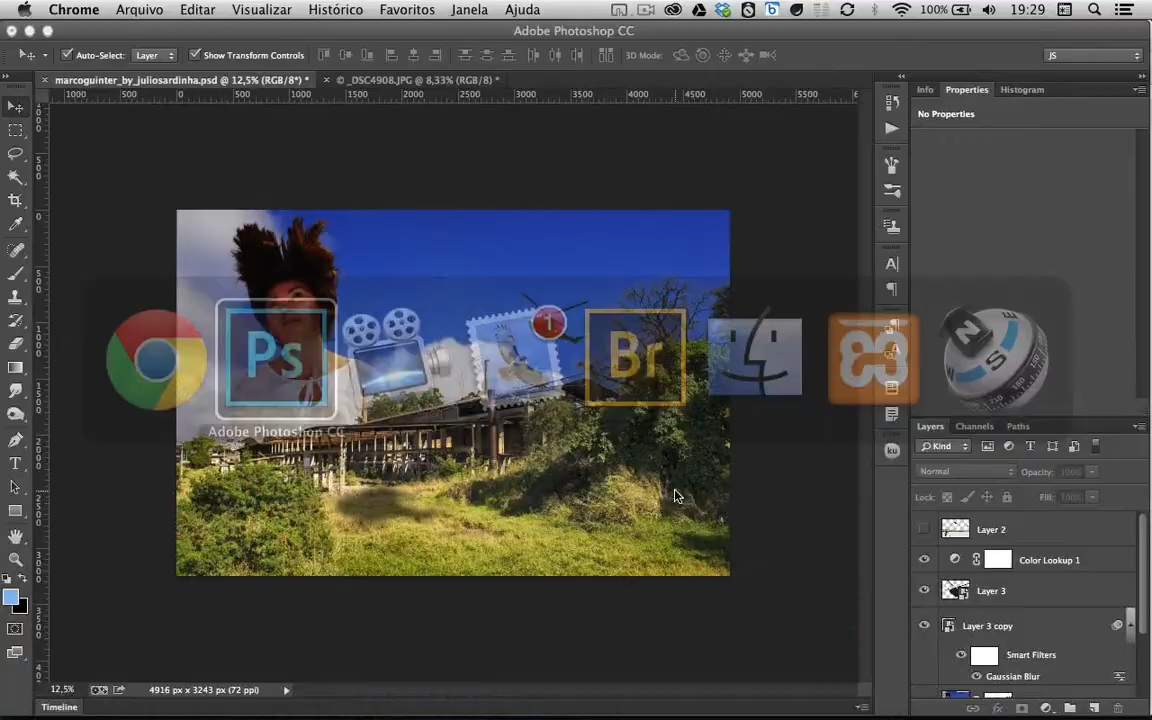 Chrome Arquivo Editar Visualizar Histórico Favoritos Janela Ajuda 100% 19:29
Adobe Photoshop CC
Auto-Select: Layer Show Transform Controls 3D Mode: JS
marcoguinter_by_juliosardinha.psd @ 12,5% (RGB/8*) * © _DSC4908.JPG @ 8,33% (RGB/8) *
Info Properties Histogram
1000 500 0 500 1000 1500 2000 2500 3000 3500 4000 4500 5000 5500
No Properties
1
Ps
Br
N
S
Adobe Photoshop CC
Layers Channels Paths
Kind
ku
Normal Opacity: 100%
Lock: Fill: 100%
Layer 2
Color Lookup 1
Layer 3
Layer 3 copy
Smart Filters
Gaussian Blur
12,5% 4916 px x 3243 px (72 ppi)
Timeline